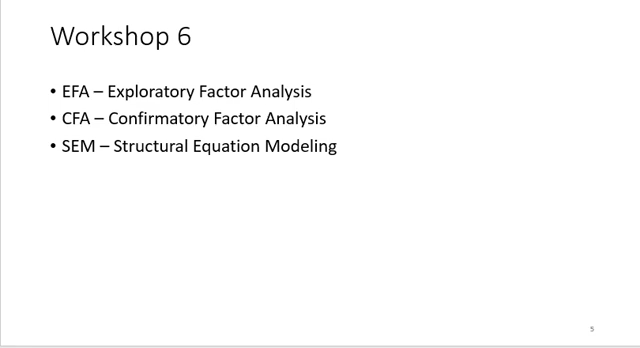 Workshop 6
• EFA – Exploratory Factor Analysis
• CFA – Confirmatory Factor Analysis
• SEM – Structural Equation Modeling
5